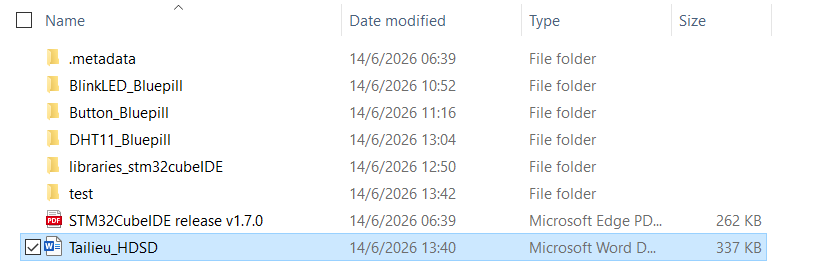 Name Date modified Type Size
.metadata 14/6/2026 06:39 File folder
BlinkLED_Bluepill 14/6/2026 10:52 File folder
Button_Bluepill 14/6/2026 11:16 File folder
DHT11_Bluepill 14/6/2026 13:04 File folder
libraries_stm32cubeIDE 14/6/2026 12:50 File folder
test 14/6/2026 13:42 File folder
PDF STM32CubeIDE release v1.7.0 14/6/2026 06:39 Microsoft Edge PD... 262 KB
W Tailieu_HDSD 14/6/2026 13:40 Microsoft Word D... 337 KB